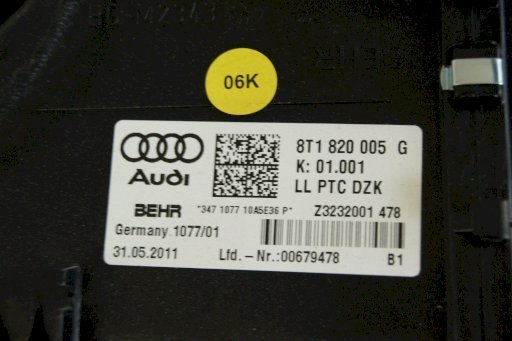 06K
8T1 820 005 G
K: 01.001
LL PTC DZK
Audi
BEHR *347 1077 10A5E36 P* Z3232001 478
Germany 1077/01
31.05.2011 Lfd.-Nr.:00679478 B1
BEHR